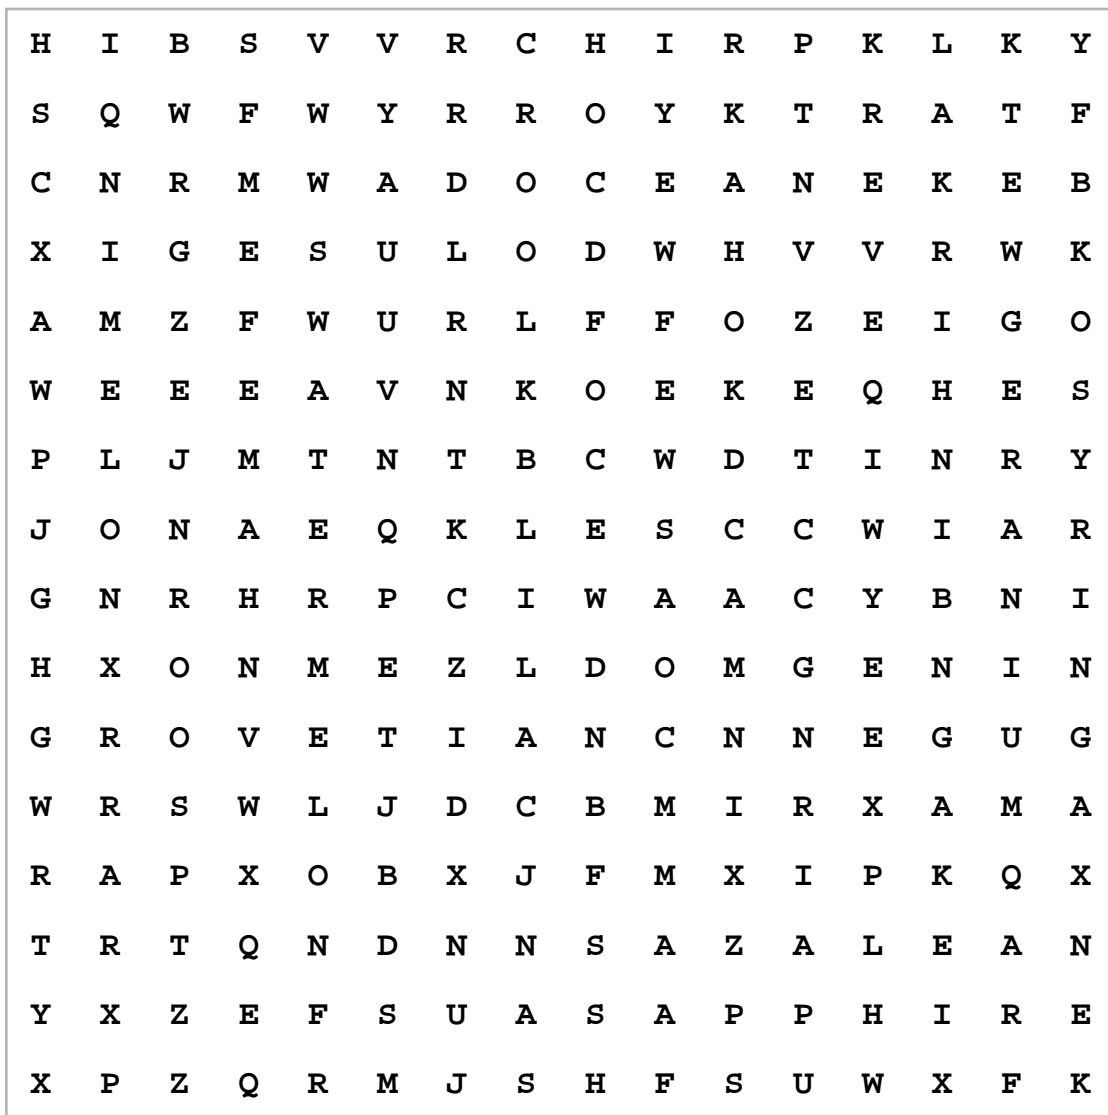 H I B S V V R C H I R P K L K Y
S Q W F W Y R R O Y K T R A T F
C N R M W A D O C E A N E K E B
X I G E S U L O D W H V V R W K
A M Z F W U R L F F O Z E I G O
W E E E A V N K O E K E Q H E S
P L J M T N T B C W D T I N R Y
J O N A E Q K L E S C C W I A R
G N R H R P C I W A A C Y B N I
H X O N M E Z L D O M G E N I N
G R O V E T I A N C N N E G U G
W R S W L J D C B M I R X A M A
R A P X O B X J F M X I P K Q X
T R T Q N D N N S A Z A L E A N
Y X Z E F S U A S A P P H I R E
X P Z Q R M J S H F S U W X F K